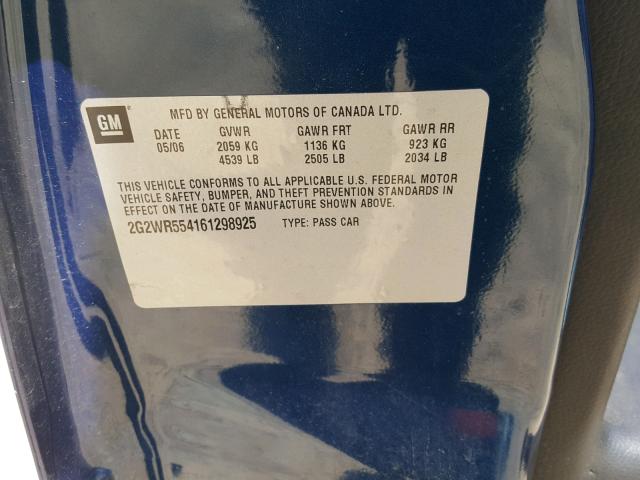 GM
MFD BY GENERAL MOTORS OF CANADA LTD.
DATE GVWR GAWR FRT GAWR RR
05/06 2059 KG 1136 KG 923 KG
4539 LB 2505 LB 2034 LB
THIS VEHICLE CONFORMS TO ALL APPLICABLE U.S. FEDERAL MOTOR
VEHICLE SAFETY, BUMPER, AND THEFT PREVENTION STANDARDS IN
EFFECT ON THE DATE OF MANUFACTURE SHOWN ABOVE.
2G2WR554161298925 TYPE: PASS CAR